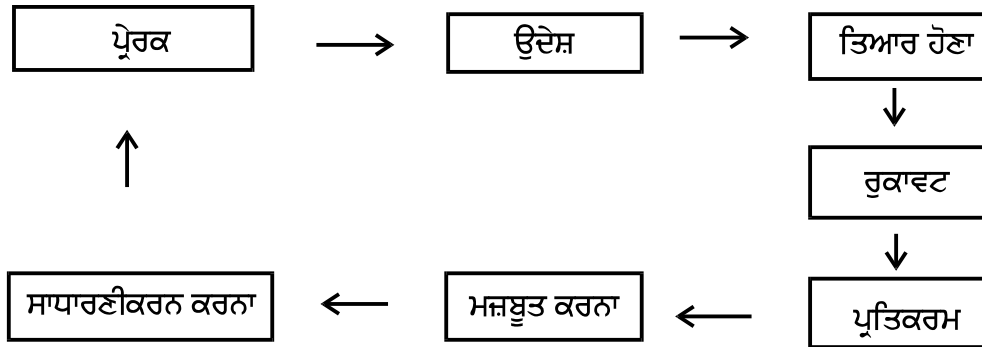 ਪ੍ਰੇਰਕ
ਉਦੇਸ਼
ਤਿਆਰ ਹੋਣਾ
ਰੁਕਾਵਟ
ਪ੍ਰਤਿਕਰਮ
ਮਜ਼ਬੂਤ ਕਰਨਾ
ਸਾਧਾਰਣੀਕਰਨ ਕਰਨਾ